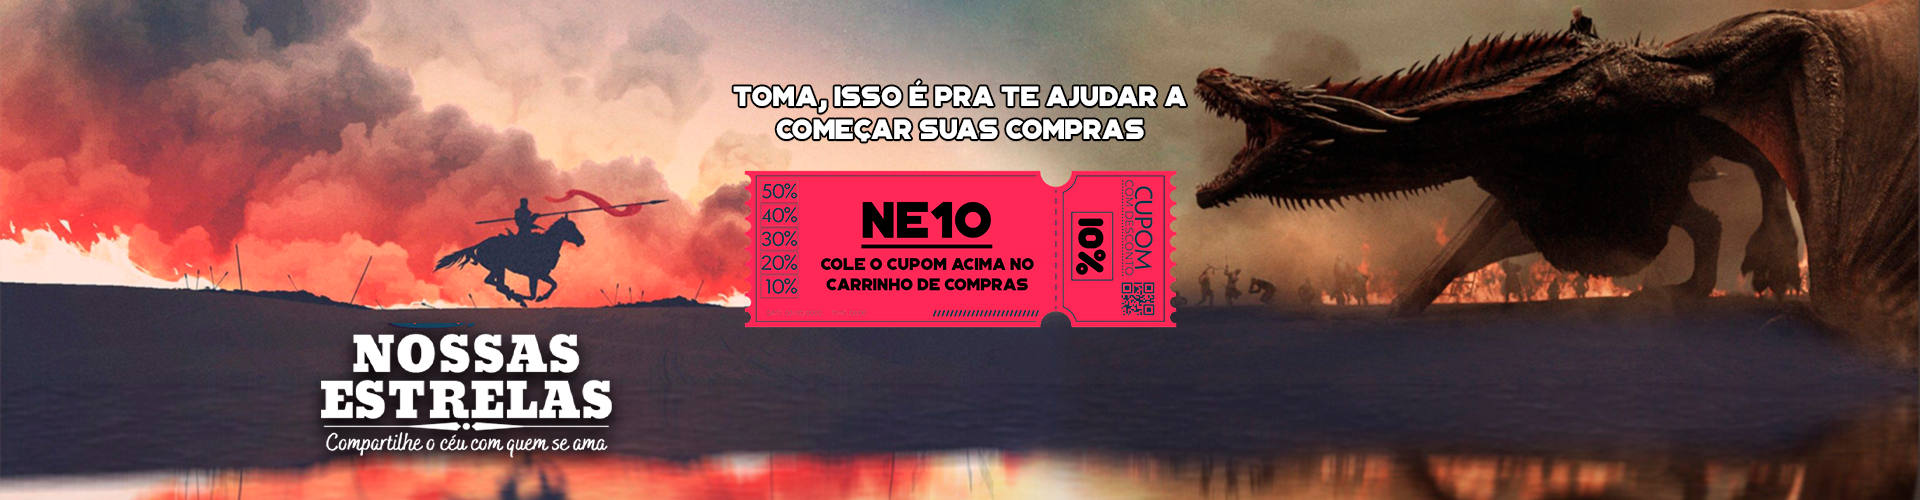 TOMA, ISSO É PRA TE AJUDAR A
COMEÇAR SUAS COMPRAS
50%
40%
30%
20%
10%
NE10
COLE O CUPOM ACIMA NO
CARRINHO DE COMPRAS
10%
CUPOM
COM DESCONTO
NOSSAS
ESTRELAS
Compartilhe o céu com quem se ama